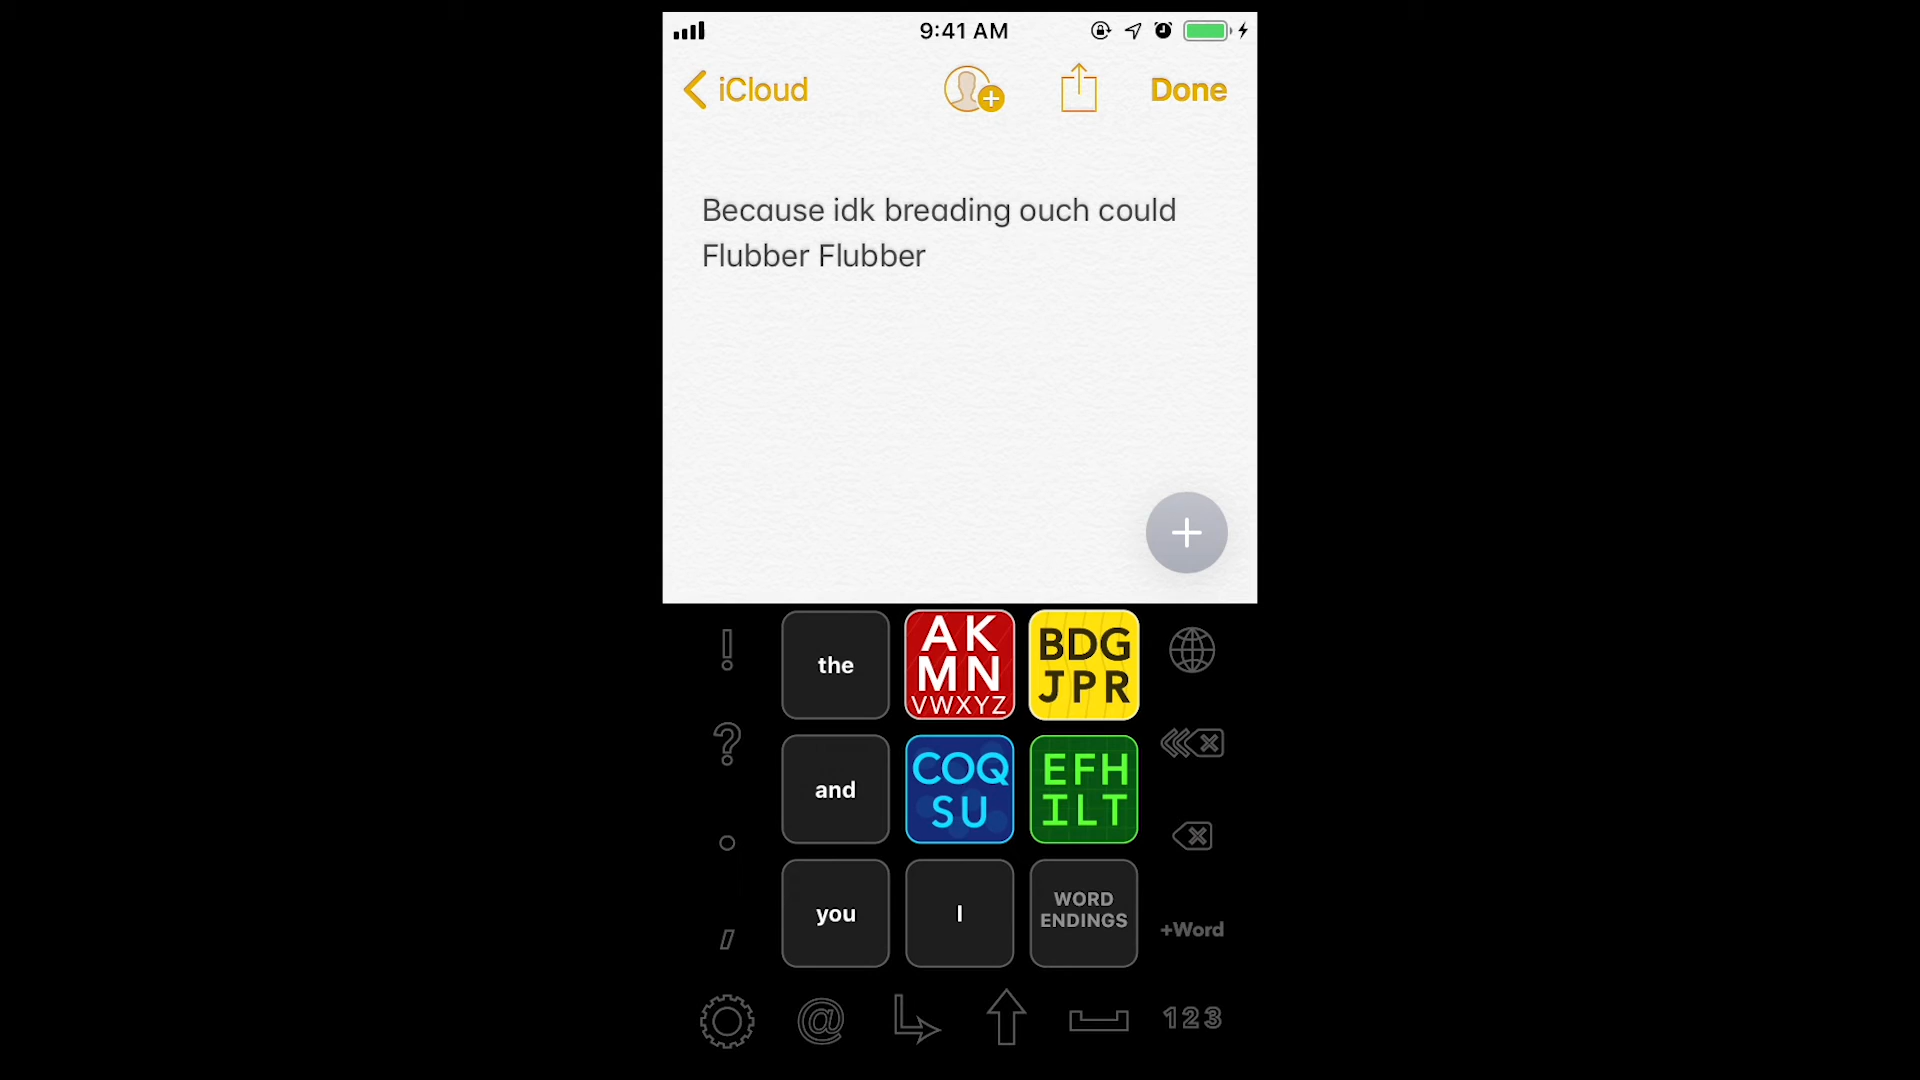 9:41 AM
iCloud
Done
Because idk breading ouch could
Flubber Flubber
!
the
AK
MN
VWXYZ
BDG
JPR
?
and
COQ
SU
EFH
ILT
.
,
you
I
WORD
ENDINGS
+Word
@
123